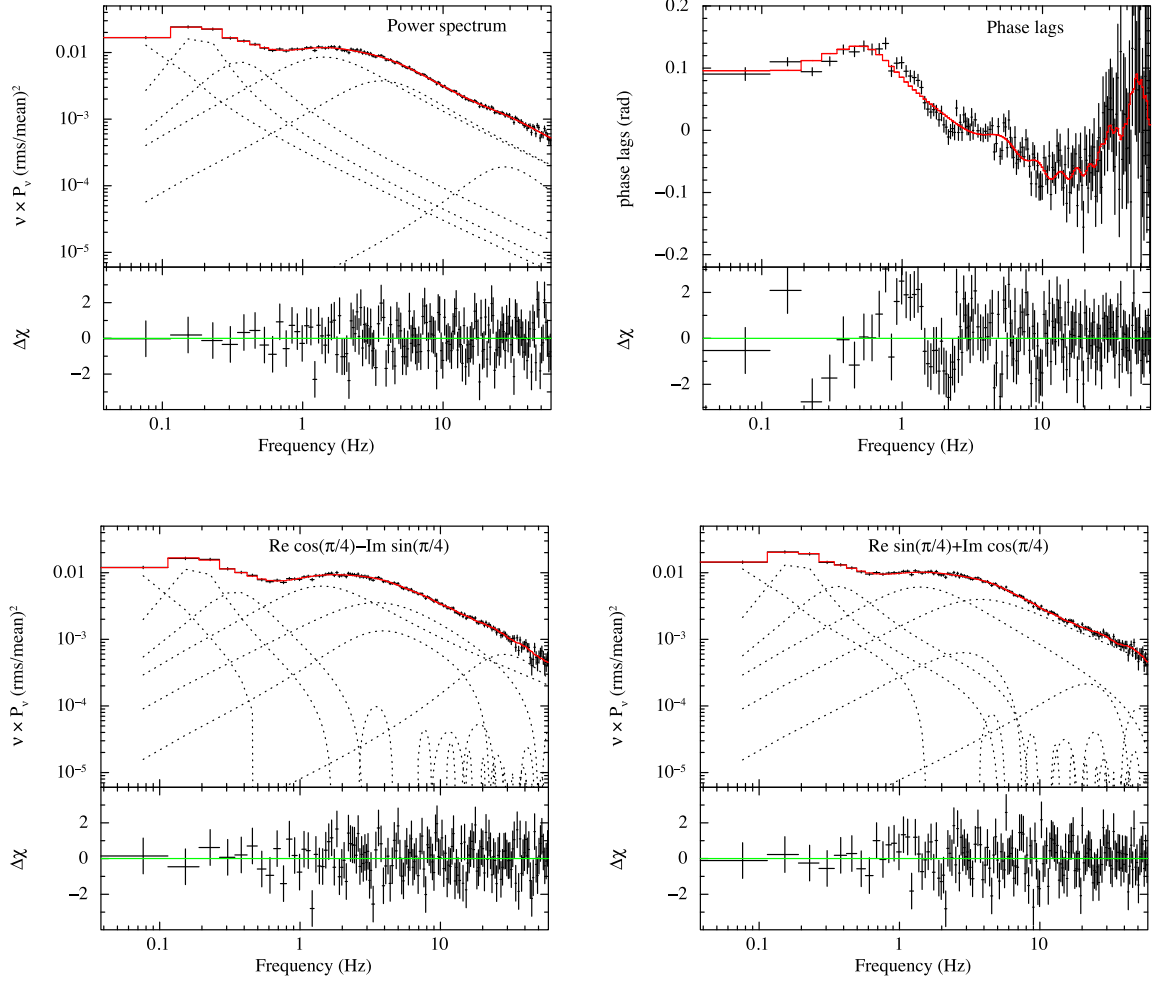 Power spectrum
ν × P_ν (rms/mean)²
0.01
10⁻³
10⁻⁴
10⁻⁵
Δχ
2
0
−2
0.1 1 10
Frequency (Hz)
Phase lags
phase lags (rad)
0.2
0.1
0
−0.1
−0.2
Δχ
2
0
−2
0.1 1 10
Frequency (Hz)
Re cos(π/4)−Im sin(π/4)
ν × P_ν (rms/mean)²
0.01
10⁻³
10⁻⁴
10⁻⁵
Δχ
2
0
−2
0.1 1 10
Frequency (Hz)
Re sin(π/4)+Im cos(π/4)
ν × P_ν (rms/mean)²
0.01
10⁻³
10⁻⁴
10⁻⁵
Δχ
2
0
−2
0.1 1 10
Frequency (Hz)